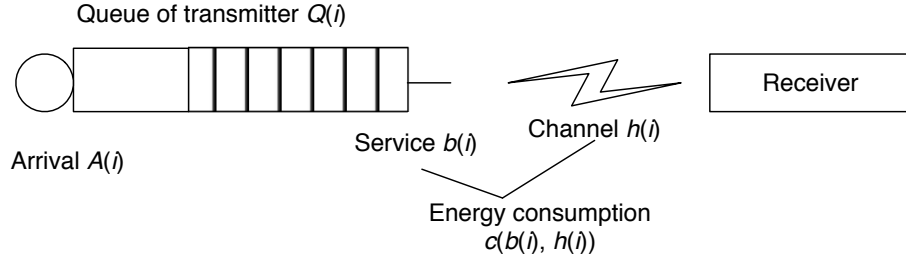 Queue of transmitter Q(i)
Receiver
Service b(i)
Channel h(i)
Arrival A(i)
Energy consumption
c(b(i), h(i))